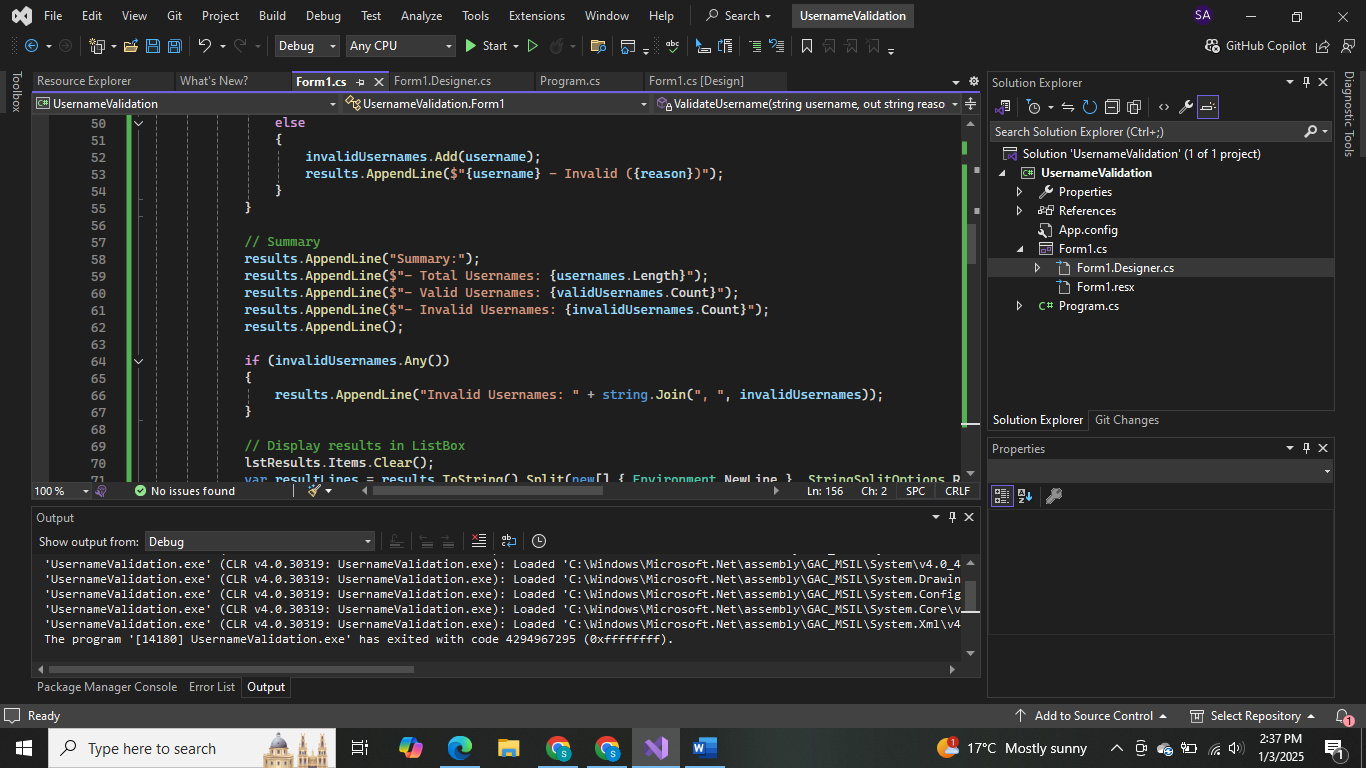 File Edit View Git Project Build Debug Test Analyze Tools Extensions Window Help Search UsernameValidation SA
Debug Any CPU Start GitHub Copilot
Toolbox
Resource Explorer What's New? Form1.cs Form1.Designer.cs Program.cs Form1.cs [Design]
UsernameValidation UsernameValidation.Form1 ValidateUsername(string username, out string reaso
50 else
51 {
52 invalidUsernames.Add(username);
53 results.AppendLine($"{username} - Invalid ({reason})");
54 }
55 }
56
57 // Summary
58 results.AppendLine("Summary:");
59 results.AppendLine($"- Total Usernames: {usernames.Length}");
60 results.AppendLine($"- Valid Usernames: {validUsernames.Count}");
61 results.AppendLine($"- Invalid Usernames: {invalidUsernames.Count}");
62 results.AppendLine();
63
64 if (invalidUsernames.Any())
65 {
66 results.AppendLine("Invalid Usernames: " + string.Join(", ", invalidUsernames));
67 }
68
69 // Display results in ListBox
70 lstResults.Items.Clear();
71 var resultLines = results.ToString().Split(new[] { Environment.NewLine }, StringSplitOptions.R
100 % No issues found Ln: 156 Ch: 2 SPC CRLF
Output
Show output from: Debug
'UsernameValidation.exe' (CLR v4.0.30319: UsernameValidation.exe): Loaded 'C:\Windows\Microsoft.Net\assembly\GAC_MSIL\System\v4.0_4
'UsernameValidation.exe' (CLR v4.0.30319: UsernameValidation.exe): Loaded 'C:\Windows\Microsoft.Net\assembly\GAC_MSIL\System.Drawin
'UsernameValidation.exe' (CLR v4.0.30319: UsernameValidation.exe): Loaded 'C:\Windows\Microsoft.Net\assembly\GAC_MSIL\System.Config
'UsernameValidation.exe' (CLR v4.0.30319: UsernameValidation.exe): Loaded 'C:\Windows\Microsoft.Net\assembly\GAC_MSIL\System.Core\v
'UsernameValidation.exe' (CLR v4.0.30319: UsernameValidation.exe): Loaded 'C:\Windows\Microsoft.Net\assembly\GAC_MSIL\System.Xml\v4
The program '[14180] UsernameValidation.exe' has exited with code 4294967295 (0xffffffff).
Package Manager Console Error List Output
Solution Explorer
Search Solution Explorer (Ctrl+;)
Solution 'UsernameValidation' (1 of 1 project)
UsernameValidation
Properties
References
App.config
Form1.cs
Form1.Designer.cs
Form1.resx
Program.cs
Solution Explorer Git Changes
Properties
Diagnostic Tools
Ready Add to Source Control Select Repository 1
Type here to search 1 17°C Mostly sunny 2:37 PM
1/3/2025 1